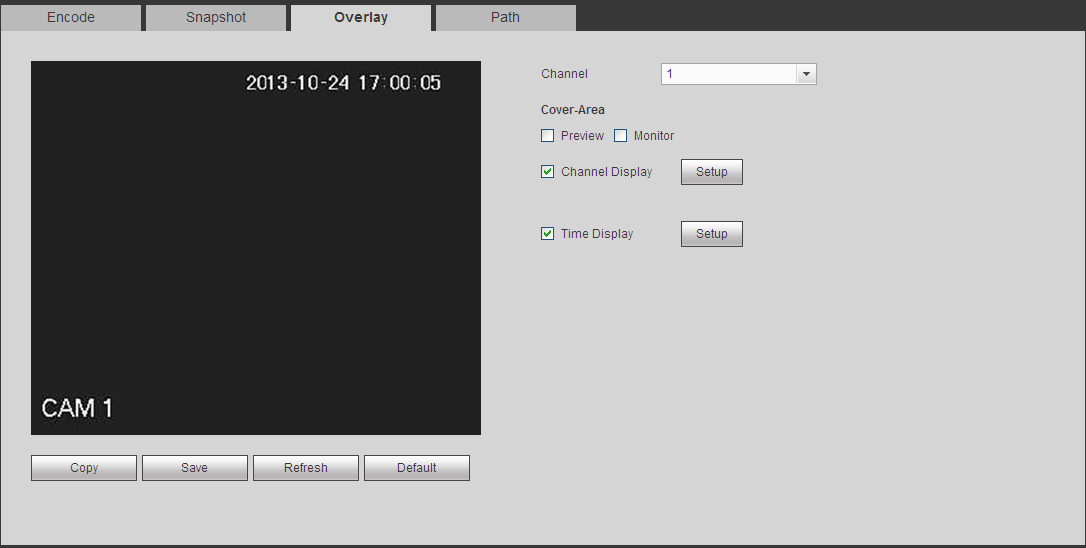 Encode Snapshot Overlay Path
2013-10-24 17:00:05
CAM 1
Copy Save Refresh Default
Channel 1
Cover-Area
Preview Monitor
Channel Display Setup
Time Display Setup